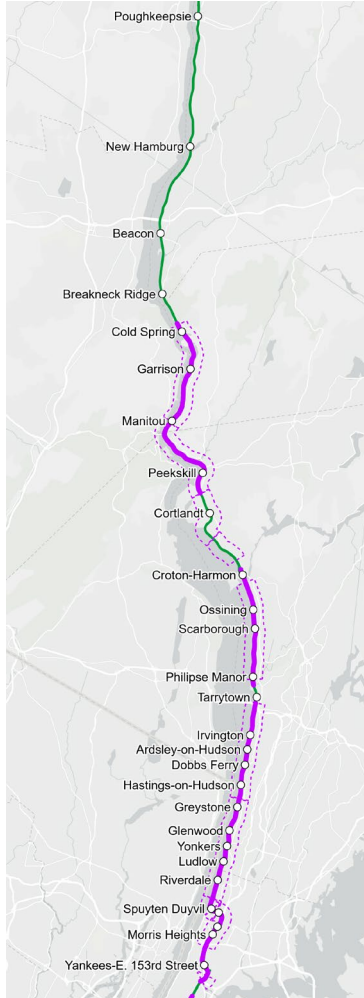 Poughkeepsie
New Hamburg
Beacon
Breakneck Ridge
Cold Spring
Garrison
Manitou
Peekskill
Cortlandt
Croton-Harmon
Ossining
Scarborough
Philipse Manor
Tarrytown
Irvington
Ardsley-on-Hudson
Dobbs Ferry
Hastings-on-Hudson
Greystone
Glenwood
Yonkers
Ludlow
Riverdale
Spuyten Duyvil
Morris Heights
Yankees-E. 153rd Street